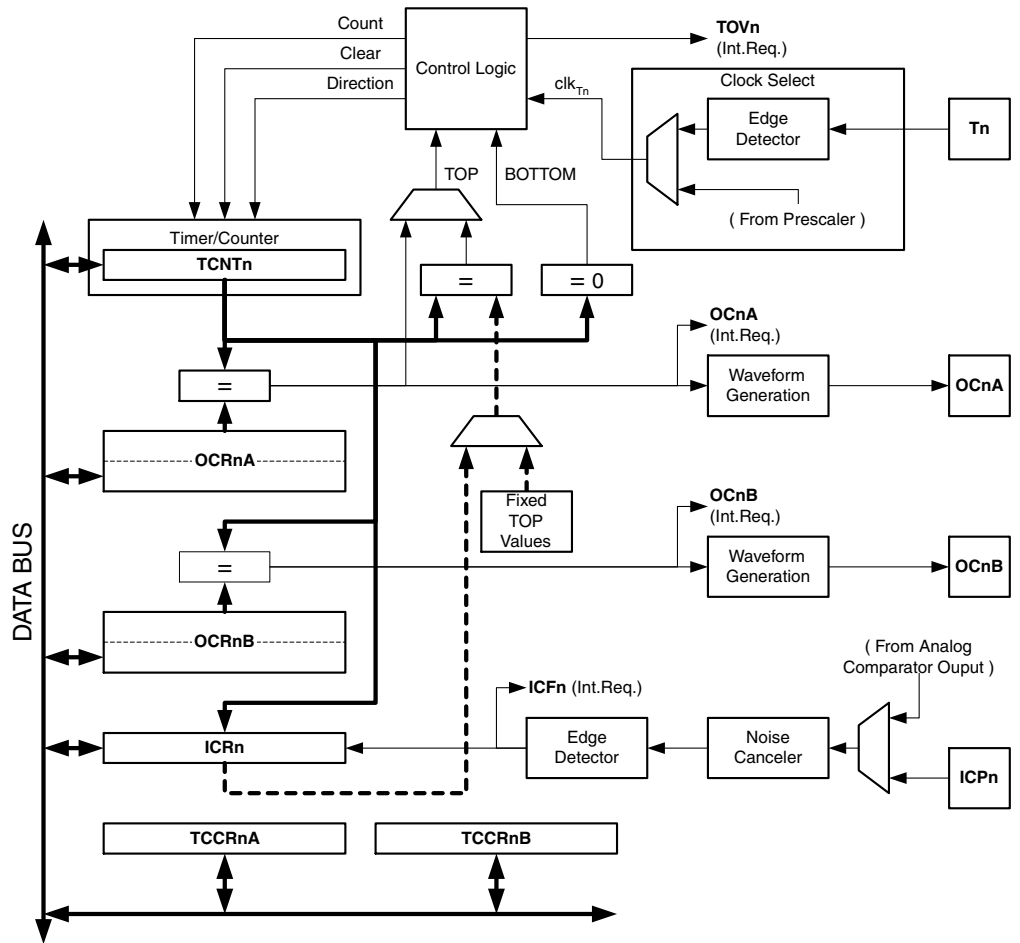 Count
TOVn
(Int.Req.)
Clear
Control Logic
Direction
clkTn
Clock Select
Edge
Detector
Tn
TOP
BOTTOM
( From Prescaler )
Timer/Counter
TCNTn
=
= 0
OCnA
(Int.Req.)
=
Waveform
Generation
OCnA
OCRnA
Fixed
TOP
Values
OCnB
(Int.Req.)
=
Waveform
Generation
OCnB
DATA BUS
OCRnB
( From Analog
Comparator Ouput )
ICFn (Int.Req.)
ICRn
Edge
Detector
Noise
Canceler
ICPn
TCCRnA
TCCRnB